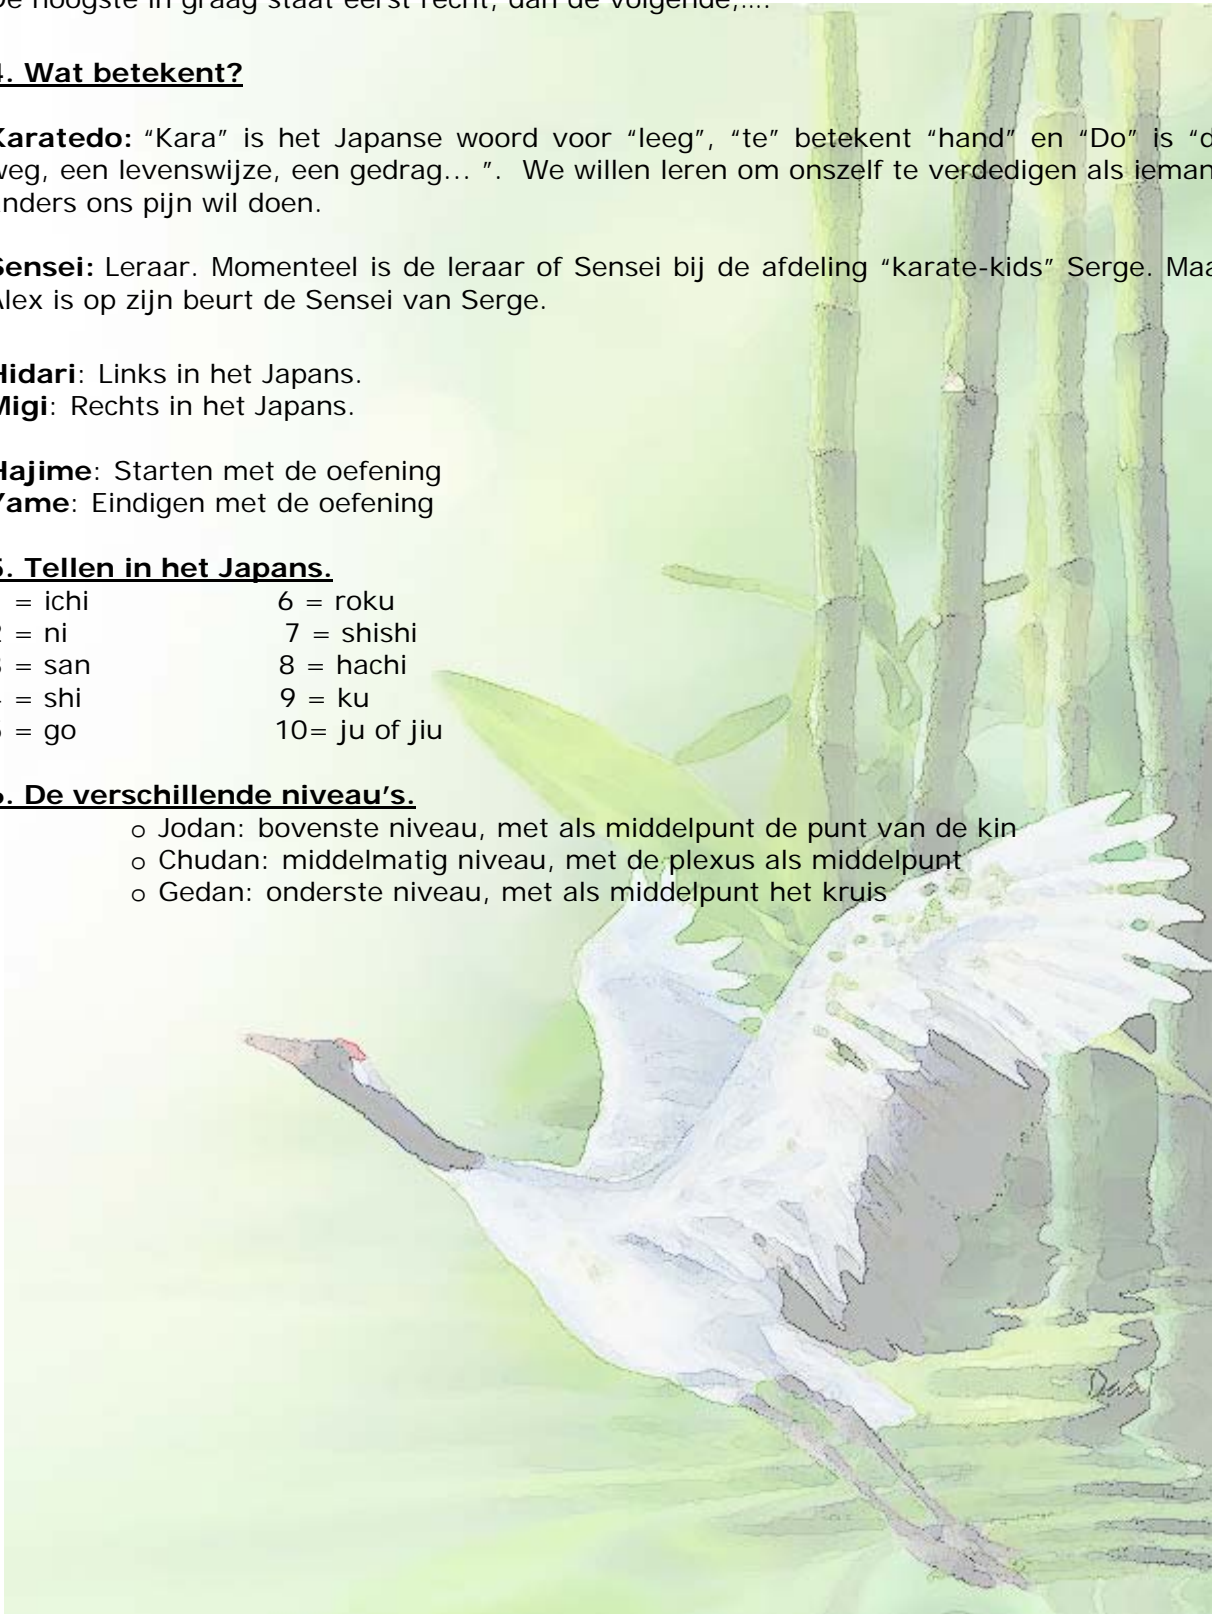 De hoogste in graag staat eerst recht, dan de volgende,....
4. Wat betekent?
Karatedo: “Kara” is het Japanse woord voor “leeg”, “te” betekent “hand” en “Do” is “d
weg, een levenswijze, een gedrag... ”. We willen leren om onszelf te verdedigen als ieman
anders ons pijn wil doen.
Sensei: Leraar. Momenteel is de leraar of Sensei bij de afdeling “karate-kids” Serge. Maa
Alex is op zijn beurt de Sensei van Serge.
Hidari: Links in het Japans.
Migi: Rechts in het Japans.
Hajime: Starten met de oefening
Yame: Eindigen met de oefening
5. Tellen in het Japans.
= ichi 6 = roku
2 = ni 7 = shishi
3 = san 8 = hachi
4 = shi 9 = ku
5 = go 10= ju of jiu
6. De verschillende niveau’s.
o Jodan: bovenste niveau, met als middelpunt de punt van de kin
o Chudan: middelmatig niveau, met de plexus als middelpunt
o Gedan: onderste niveau, met als middelpunt het kruis